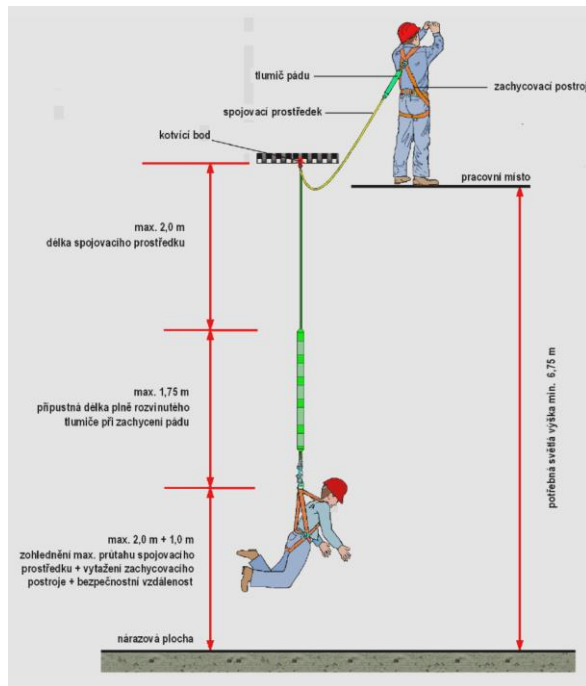 tlumič pádu
zachycovací postroj
spojovací prostředek
kotvící bod
pracovní místo
max. 2,0 m
délka spojovacího prostředku
max. 1,75 m
přípustná délka plně rozvinutého
tlumiče při zachycení pádu
potřebná světlá výška min. 6,75 m
max. 2,0 m + 1,0 m
zohlednění max. průtahu spojovacího
prostředku + vytažení zachycovacího
postroje + bezpečnostní vzdálenost
nárazová plocha